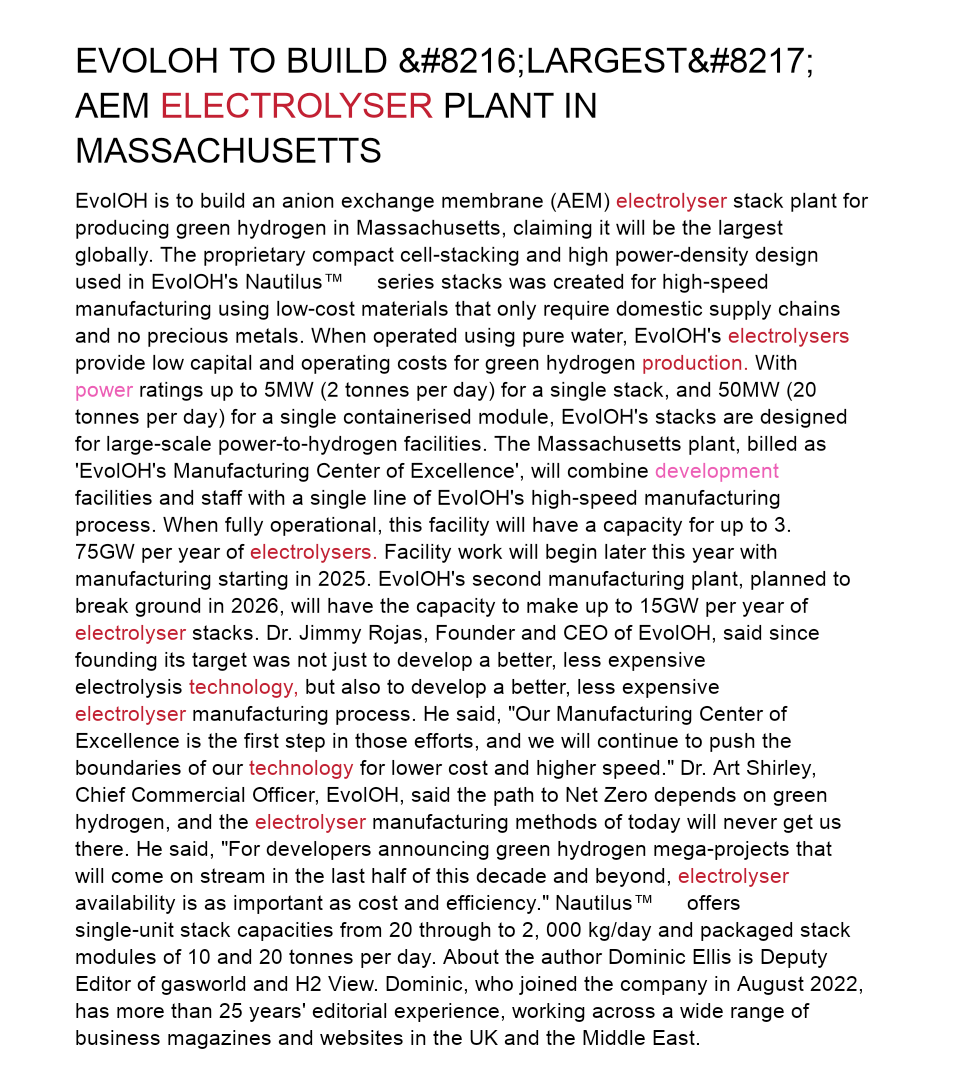 EVOLOH TO BUILD &#8216;LARGEST&#8217;
AEM ELECTROLYSER PLANT IN
MASSACHUSETTS
EvolOH is to build an anion exchange membrane (AEM) electrolyser stack plant for
producing green hydrogen in Massachusetts, claiming it will be the largest
globally. The proprietary compact cell-stacking and high power-density design
used in EvolOH's Nautilus™ series stacks was created for high-speed
manufacturing using low-cost materials that only require domestic supply chains
and no precious metals. When operated using pure water, EvolOH's electrolysers
provide low capital and operating costs for green hydrogen production. With
power ratings up to 5MW (2 tonnes per day) for a single stack, and 50MW (20
tonnes per day) for a single containerised module, EvolOH's stacks are designed
for large-scale power-to-hydrogen facilities. The Massachusetts plant, billed as
'EvolOH's Manufacturing Center of Excellence', will combine development
facilities and staff with a single line of EvolOH's high-speed manufacturing
process. When fully operational, this facility will have a capacity for up to 3.
75GW per year of electrolysers. Facility work will begin later this year with
manufacturing starting in 2025. EvolOH's second manufacturing plant, planned to
break ground in 2026, will have the capacity to make up to 15GW per year of
electrolyser stacks. Dr. Jimmy Rojas, Founder and CEO of EvolOH, said since
founding its target was not just to develop a better, less expensive
electrolysis technology, but also to develop a better, less expensive
electrolyser manufacturing process. He said, "Our Manufacturing Center of
Excellence is the first step in those efforts, and we will continue to push the
boundaries of our technology for lower cost and higher speed." Dr. Art Shirley,
Chief Commercial Officer, EvolOH, said the path to Net Zero depends on green
hydrogen, and the electrolyser manufacturing methods of today will never get us
there. He said, "For developers announcing green hydrogen mega-projects that
will come on stream in the last half of this decade and beyond, electrolyser
availability is as important as cost and efficiency." Nautilus™ offers
single-unit stack capacities from 20 through to 2, 000 kg/day and packaged stack
modules of 10 and 20 tonnes per day. About the author Dominic Ellis is Deputy
Editor of gasworld and H2 View. Dominic, who joined the company in August 2022,
has more than 25 years' editorial experience, working across a wide range of
business magazines and websites in the UK and the Middle East.